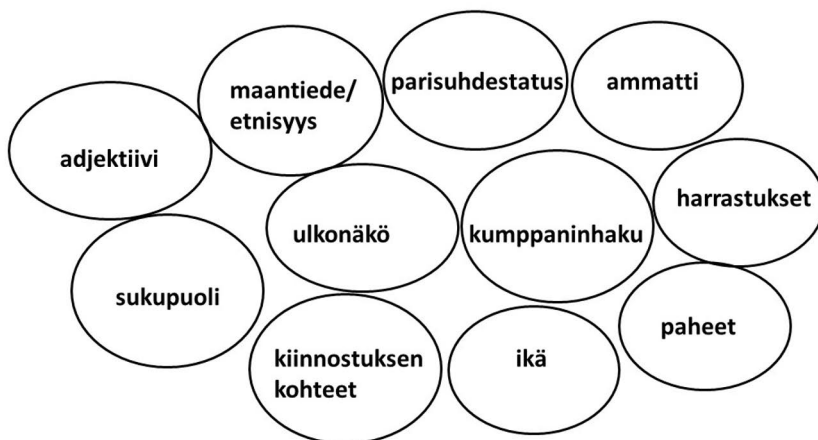 parisuhdestatus
ammatti
maantiede/
etnisyys
adjektiivi
harrastukset
ulkonäkö
kumppaninhaku
sukupuoli
paheet
kiinnostuksen
kohteet
ikä